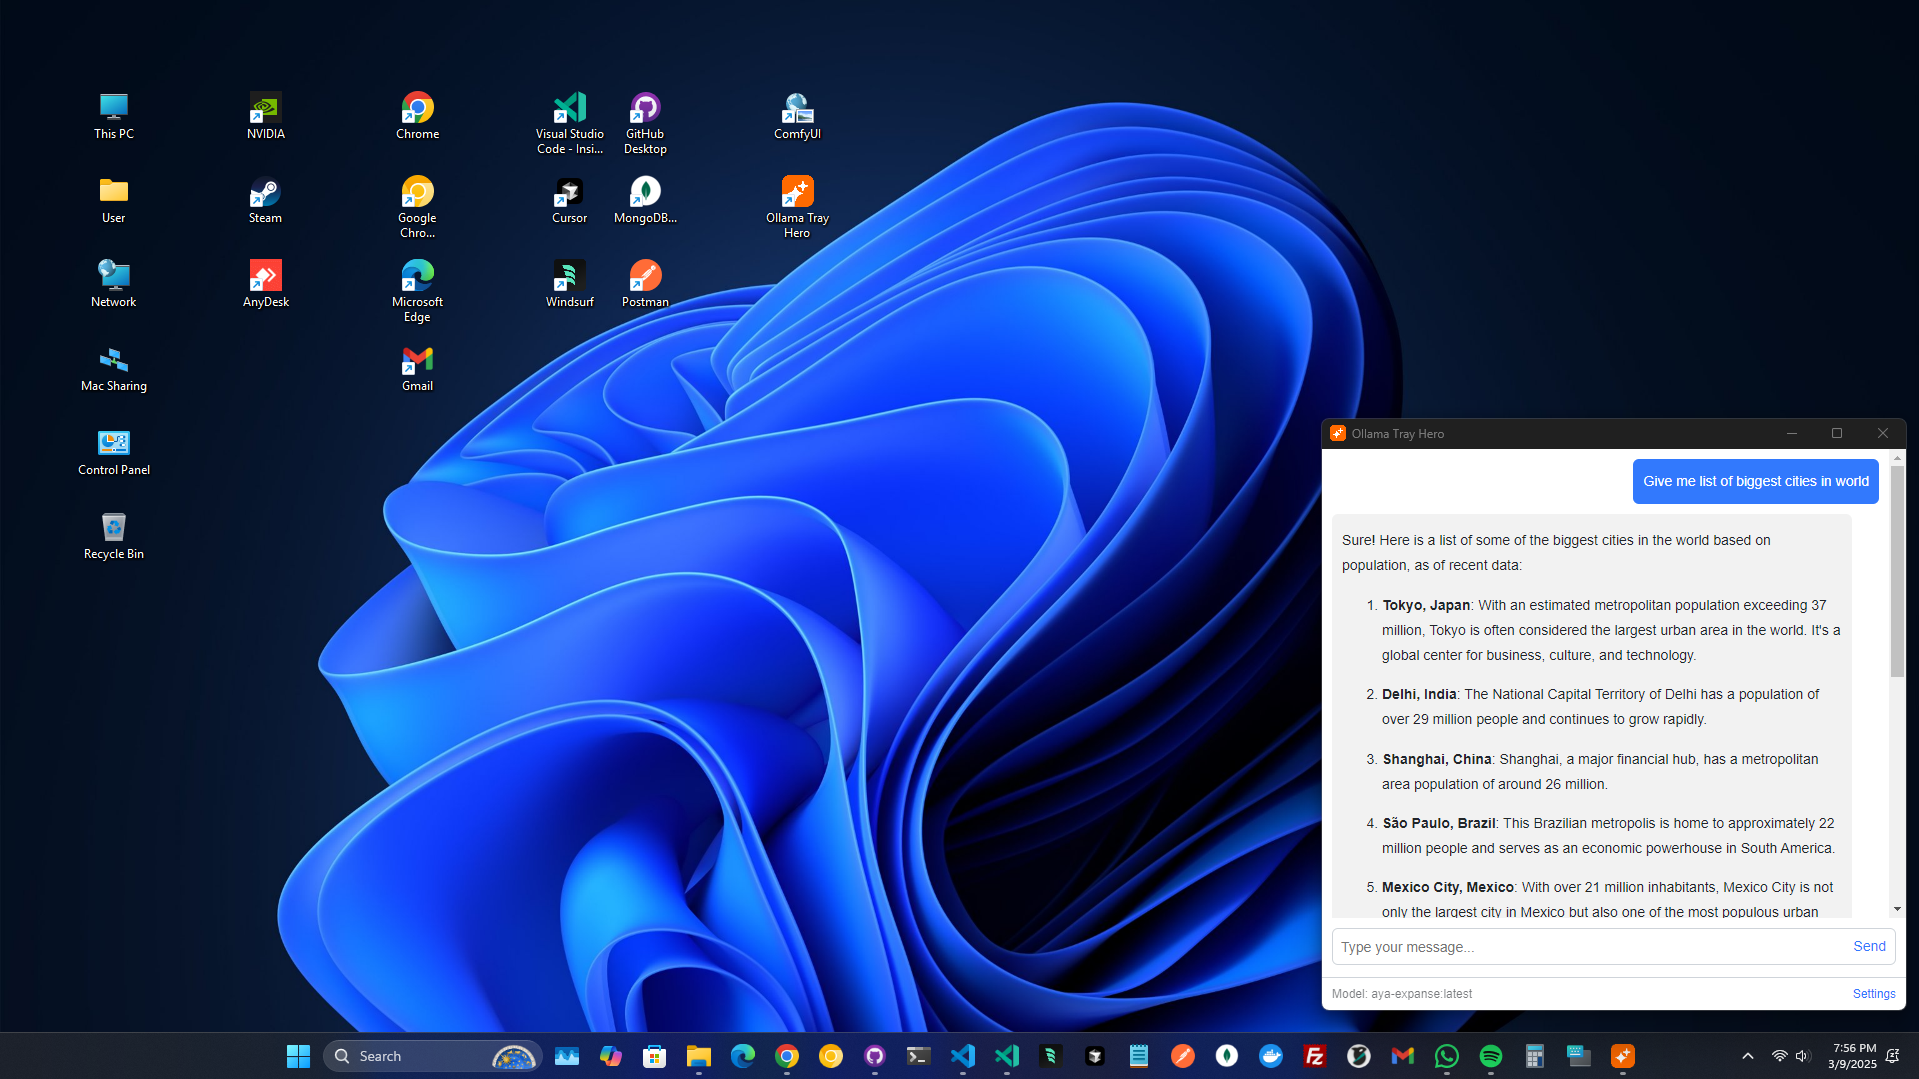 This PC
NVIDIA
Chrome
Visual Studio
Code - Insi...
GitHub
Desktop
ComfyUI
User
Steam
Google
Chro...
Cursor
MongoDB...
Ollama Tray
Hero
Network
AnyDesk
Microsoft
Edge
Windsurf
Postman
Mac Sharing
Gmail
Control Panel
Recycle Bin
Ollama Tray Hero
Give me list of biggest cities in world
Sure! Here is a list of some of the biggest cities in the world based on
population, as of recent data:
1. Tokyo, Japan: With an estimated metropolitan population exceeding 37
million, Tokyo is often considered the largest urban area in the world. It's a
global center for business, culture, and technology.
2. Delhi, India: The National Capital Territory of Delhi has a population of
over 29 million people and continues to grow rapidly.
3. Shanghai, China: Shanghai, a major financial hub, has a metropolitan
area population of around 26 million.
4. São Paulo, Brazil: This Brazilian metropolis is home to approximately 22
million people and serves as an economic powerhouse in South America.
5. Mexico City, Mexico: With over 21 million inhabitants, Mexico City is not
only the largest city in Mexico but also one of the most populous urban
Type your message...
Send
Model: aya-expanse:latest
Settings
Search
7:56 PM
3/9/2025